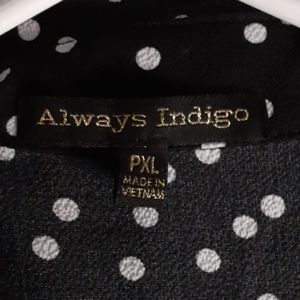 Always Indigo
PXL
MADE IN
VIETNAM